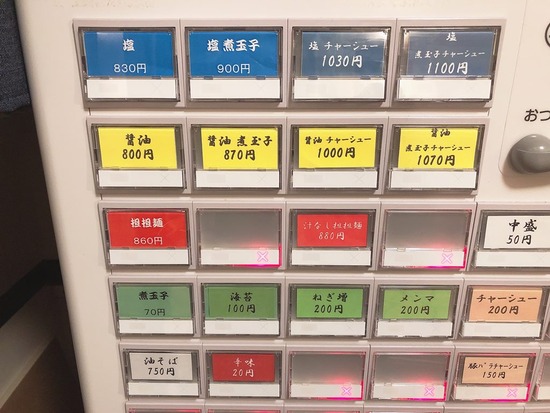 塩
830円
塩 煮玉子
900円
塩 チャーシュー
1030円
塩
煮玉子チャーシュー
1100円
醤油
800円
醤油 煮玉子
870円
醤油 チャーシュー
1000円
醤油
煮玉子チャーシュー
1070円
おつ
担担麺
860円
汁なし担担麺
880円
中盛
50円
煮玉子
70円
海苔
100円
ねぎ増
200円
メンマ
200円
チャーシュー
200円
油そば
750円
辛味
20円
豚バラチャーシュー
150円